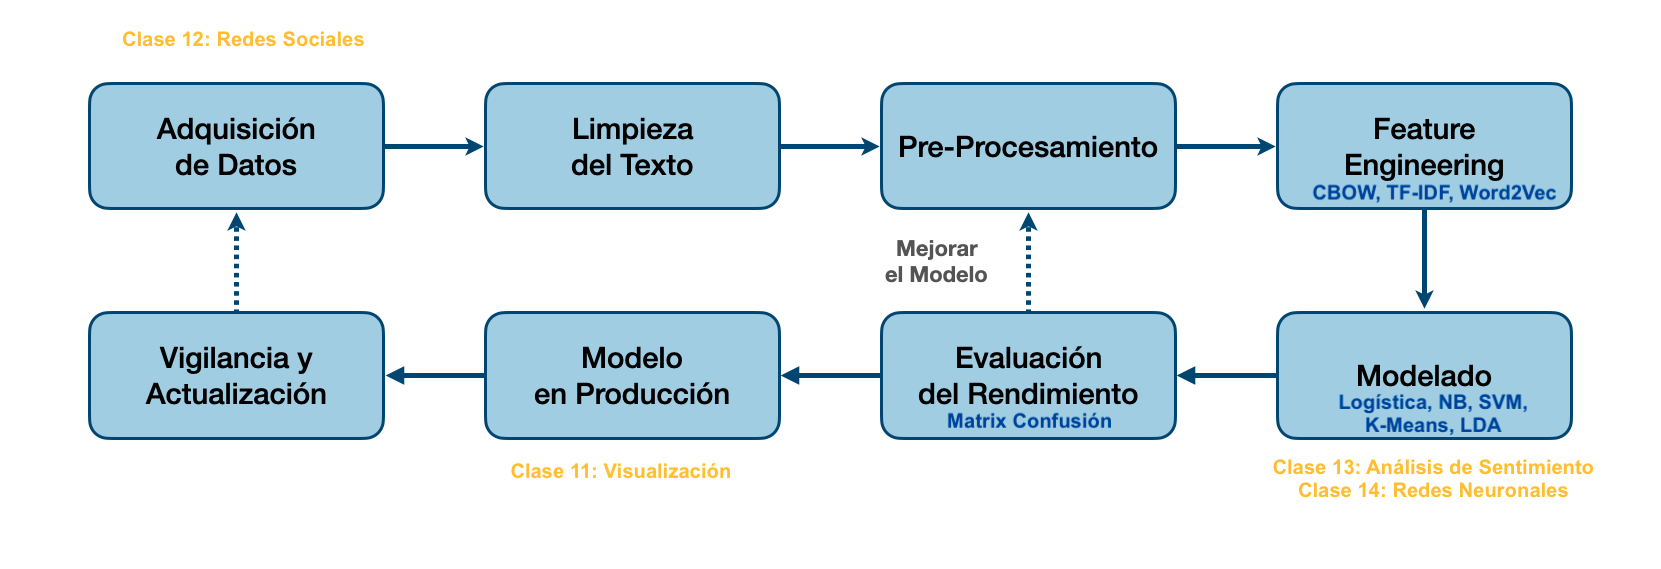 Clase 12: Redes Sociales
Adquisición
de Datos
Limpieza
del Texto
Pre-Procesamiento
Feature
Engineering
CBOW, TF-IDF, Word2Vec
Mejorar
el Modelo
Vigilancia y
Actualización
Modelo
en Producción
Evaluación
del Rendimiento
Matrix Confusión
Modelado
Logística, NB, SVM,
K-Means, LDA
Clase 11: Visualización
Clase 13: Análisis de Sentimiento
Clase 14: Redes Neuronales